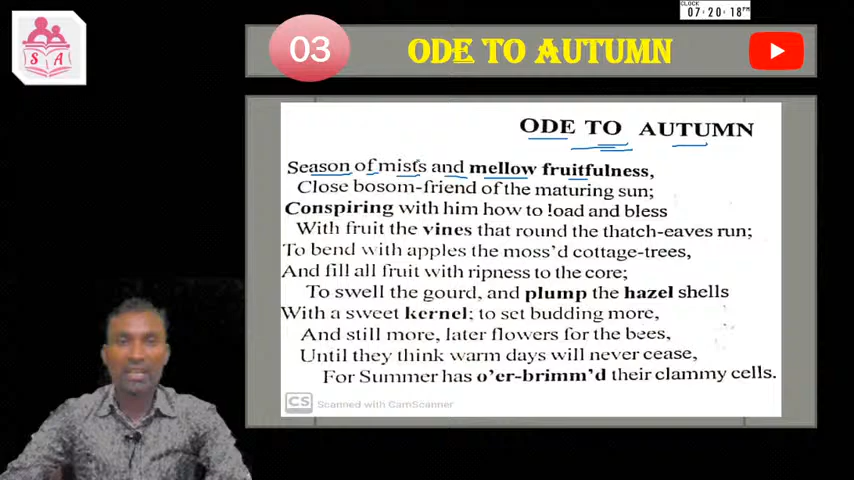 CLOCK
07:20:18 PM
S A
03
ODE TO AUTUMN
ODE TO AUTUMN
Season of mists and mellow fruitfulness,
Close bosom-friend of the maturing sun;
Conspiring with him how to load and bless
With fruit the vines that round the thatch-eaves run;
To bend with apples the moss'd cottage-trees,
And fill all fruit with ripness to the core;
To swell the gourd, and plump the hazel shells
With a sweet kernel; to set budding more,
And still more, later flowers for the bees,
Until they think warm days will never cease,
For Summer has o'er-brimm'd their clammy cells.
CS Scanned with CamScanner